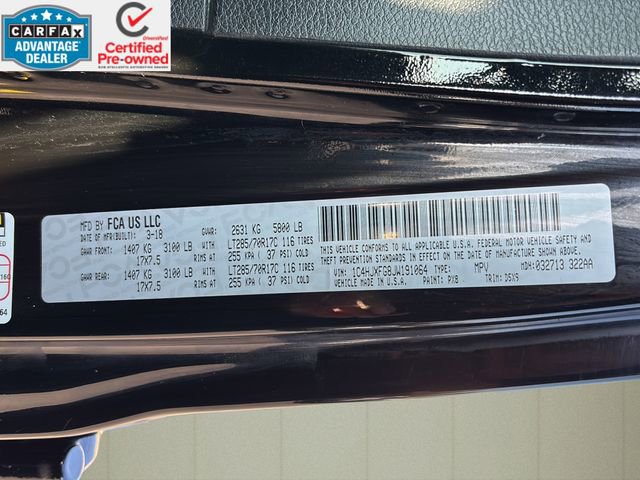 CARFAX
ADVANTAGE
DEALER
Certified
Pre-owned
MFD BY FCA US LLC
DATE OF MFR(BUILT): 3-18
GVWR: 2631 KG 5800 LB
GAWR FRONT: 1407 KG 3100 LB WITH LT285/70R17C 116 TIRES
17X7.5 RIMS AT 255 KPA ( 37 PSI) COLD
GAWR REAR: 1407 KG 3100 LB WITH LT285/70R17C 116 TIRES
17X7.5 RIMS AT 255 KPA ( 37 PSI) COLD
THIS VEHICLE CONFORMS TO ALL APPLICABLE U.S.A. FEDERAL MOTOR VEHICLE SAFETY, BUMPER AND
THEFT PREVENTION STANDARDS IN EFFECT ON THE DATE OF MANUFACTURE SHOWN ABOVE.
VIN: 1C4HJXFG8JW191064 TYPE: MPV MDH: 032713 322AA
VEHICLE MADE IN U.S.A. PAINT: PX8 TRIM: D5X9
ED
160
64